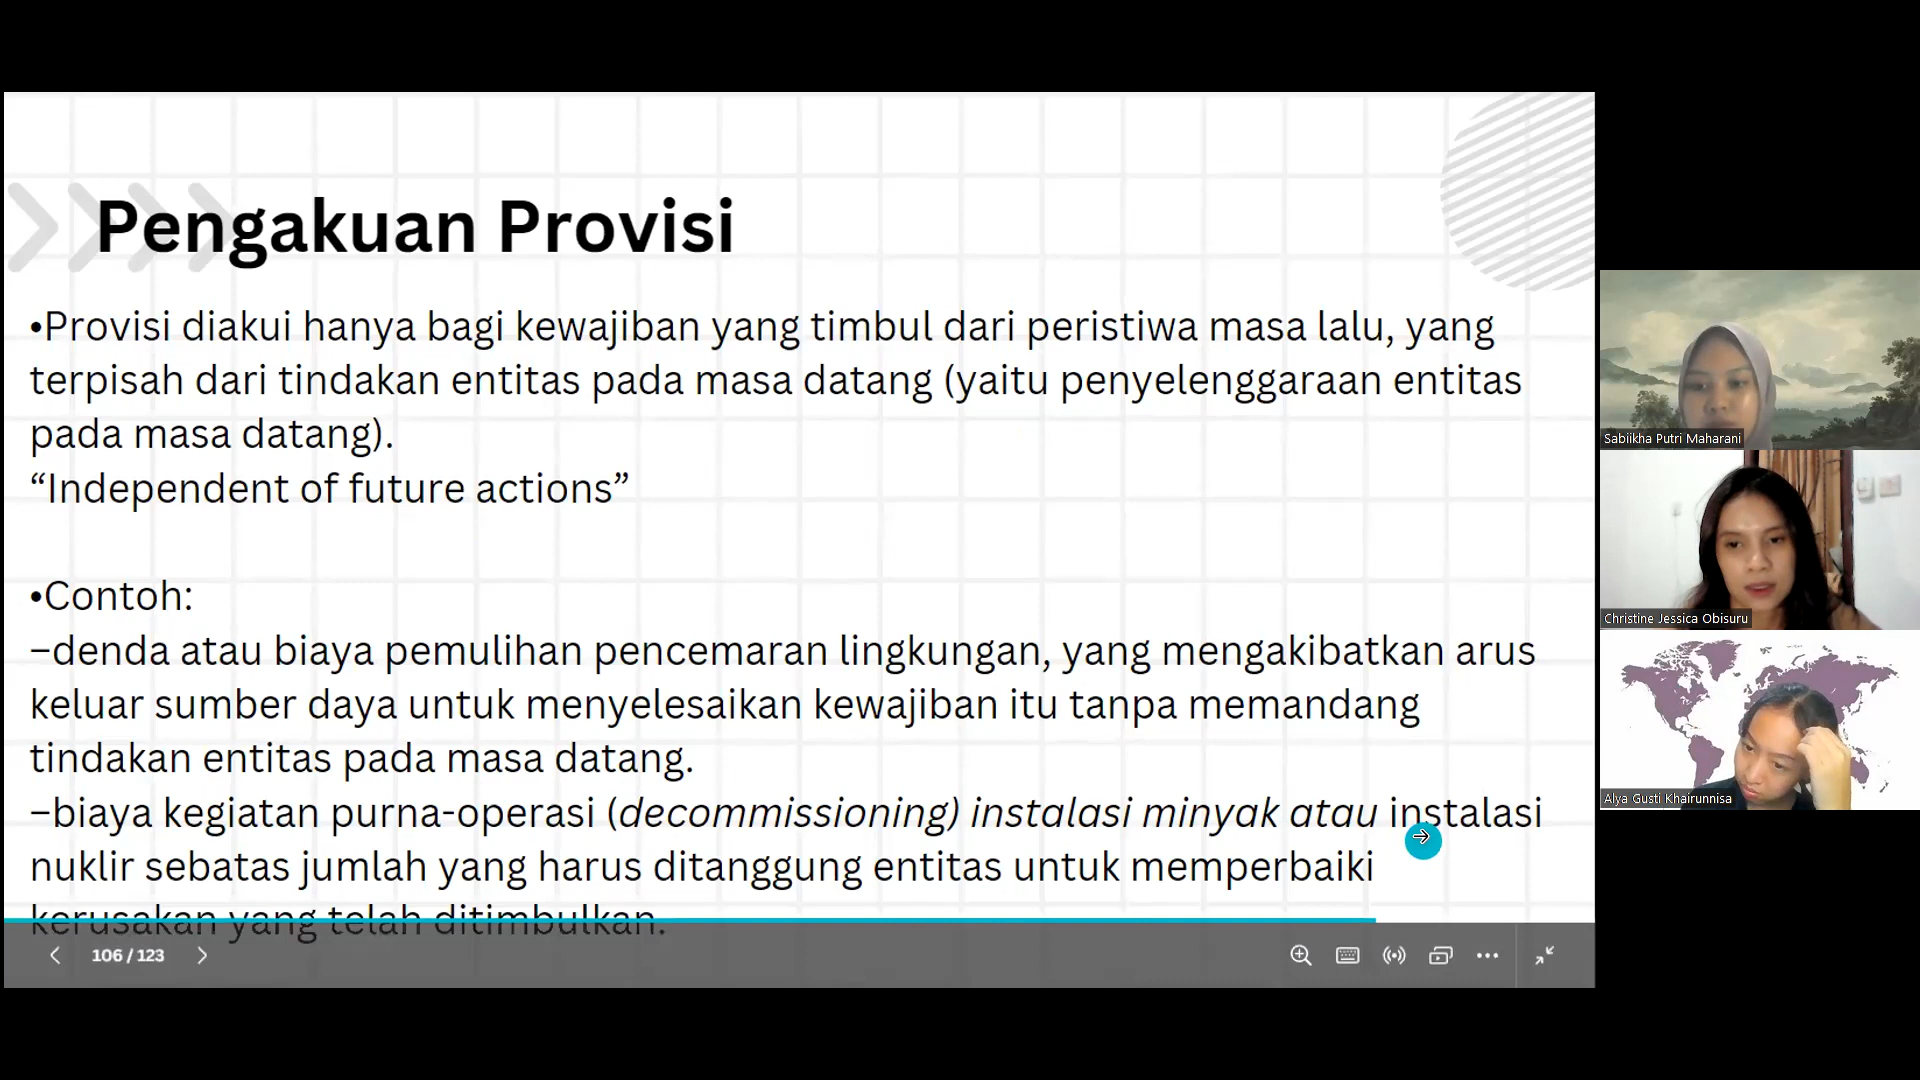 Pengakuan Provisi
•Provisi diakui hanya bagi kewajiban yang timbul dari peristiwa masa lalu, yang
terpisah dari tindakan entitas pada masa datang (yaitu penyelenggaraan entitas
pada masa datang).
“Independent of future actions”
•Contoh:
–denda atau biaya pemulihan pencemaran lingkungan, yang mengakibatkan arus
keluar sumber daya untuk menyelesaikan kewajiban itu tanpa memandang
tindakan entitas pada masa datang.
–biaya kegiatan purna-operasi (decommissioning) instalasi minyak atau instalasi
nuklir sebatas jumlah yang harus ditanggung entitas untuk memperbaiki
kerusakan yang telah ditimbulkan.
106 / 123
Sabiikha Putri Maharani
Christine Jessica Obisuru
Alya Gusti Khairunnisa